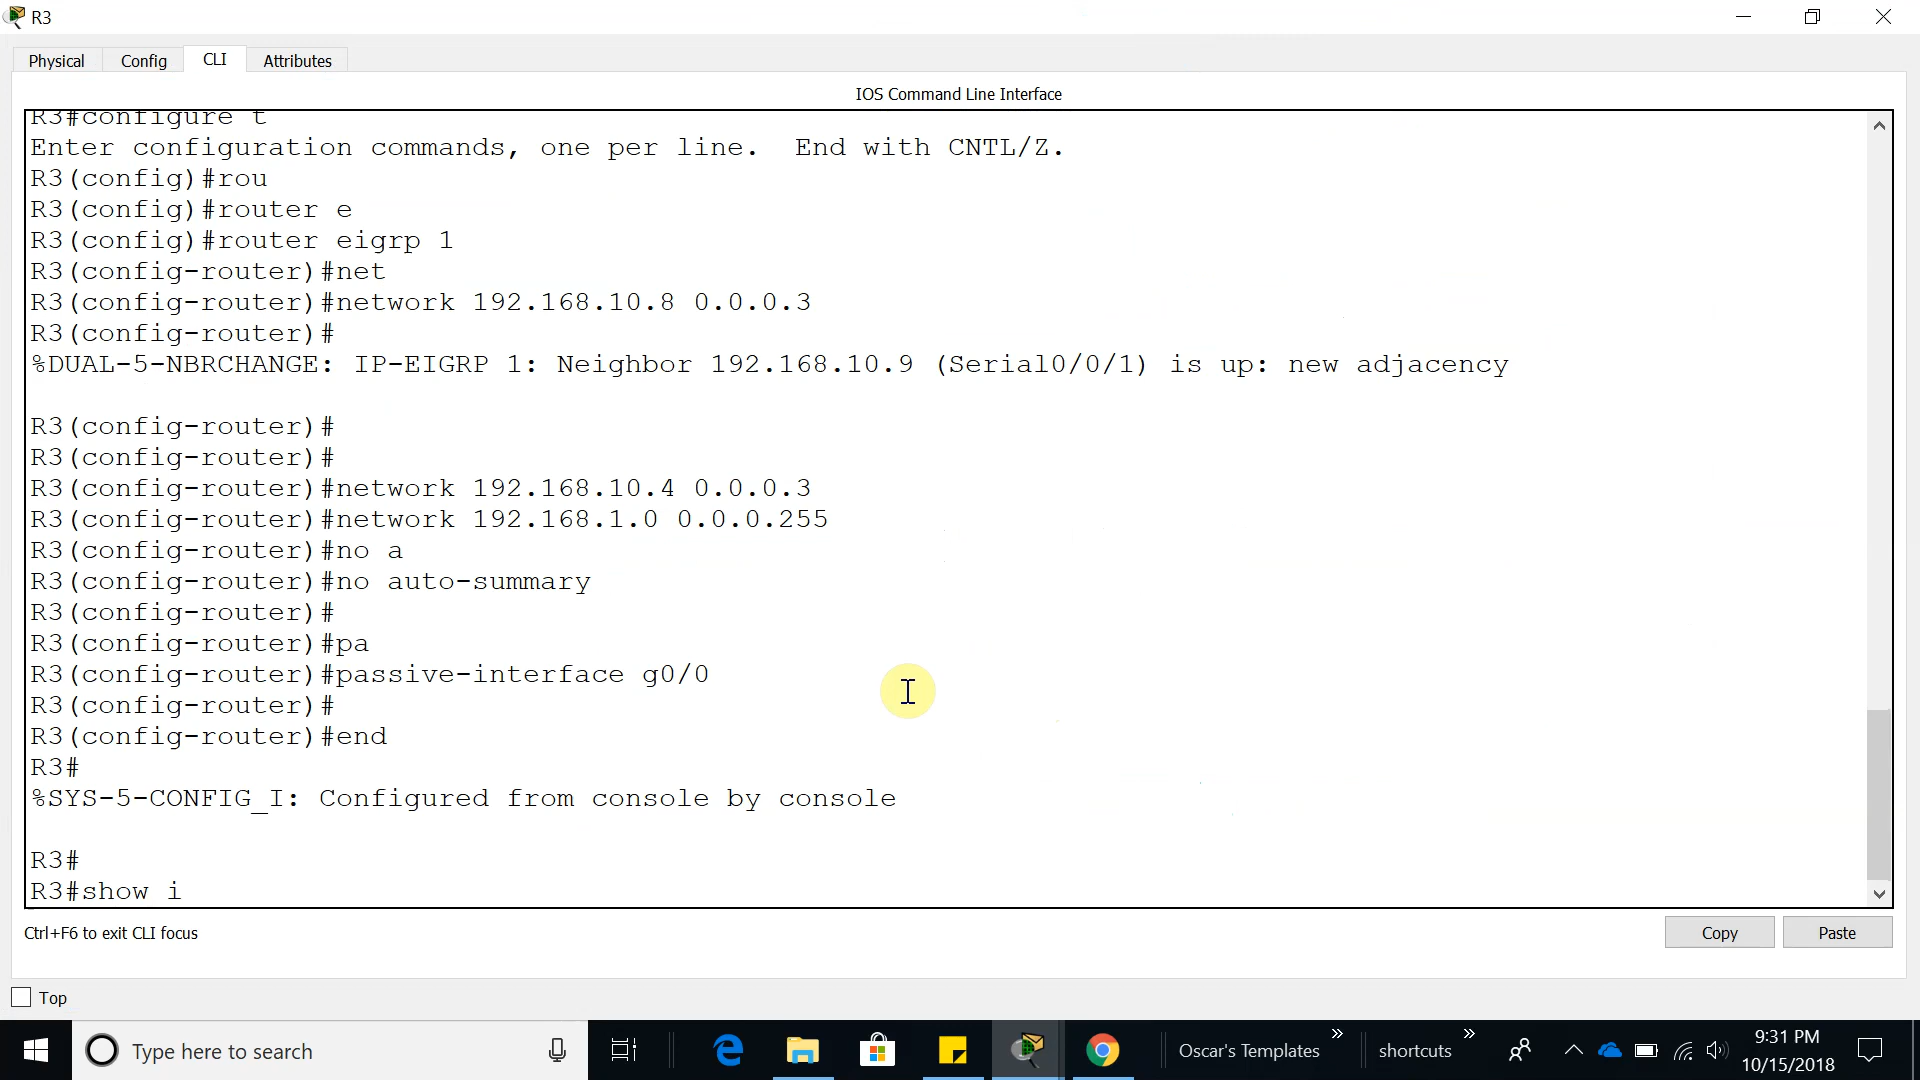 R3
Physical Config CLI Attributes
IOS Command Line Interface
R3#configure t
Enter configuration commands, one per line.  End with CNTL/Z.
R3(config)#rou
R3(config)#router e
R3(config)#router eigrp 1
R3(config-router)#net
R3(config-router)#network 192.168.10.8 0.0.0.3
R3(config-router)#
%DUAL-5-NBRCHANGE: IP-EIGRP 1: Neighbor 192.168.10.9 (Serial0/0/1) is up: new adjacency
R3(config-router)#
R3(config-router)#
R3(config-router)#network 192.168.10.4 0.0.0.3
R3(config-router)#network 192.168.1.0 0.0.0.255
R3(config-router)#no a
R3(config-router)#no auto-summary
R3(config-router)#
R3(config-router)#pa
R3(config-router)#passive-interface g0/0
R3(config-router)#
R3(config-router)#end
R3#
%SYS-5-CONFIG_I: Configured from console by console
R3#
R3#show i
Ctrl+F6 to exit CLI focus
Copy Paste
Top
Type here to search
Oscar's Templates » shortcuts »
9:31 PM
10/15/2018